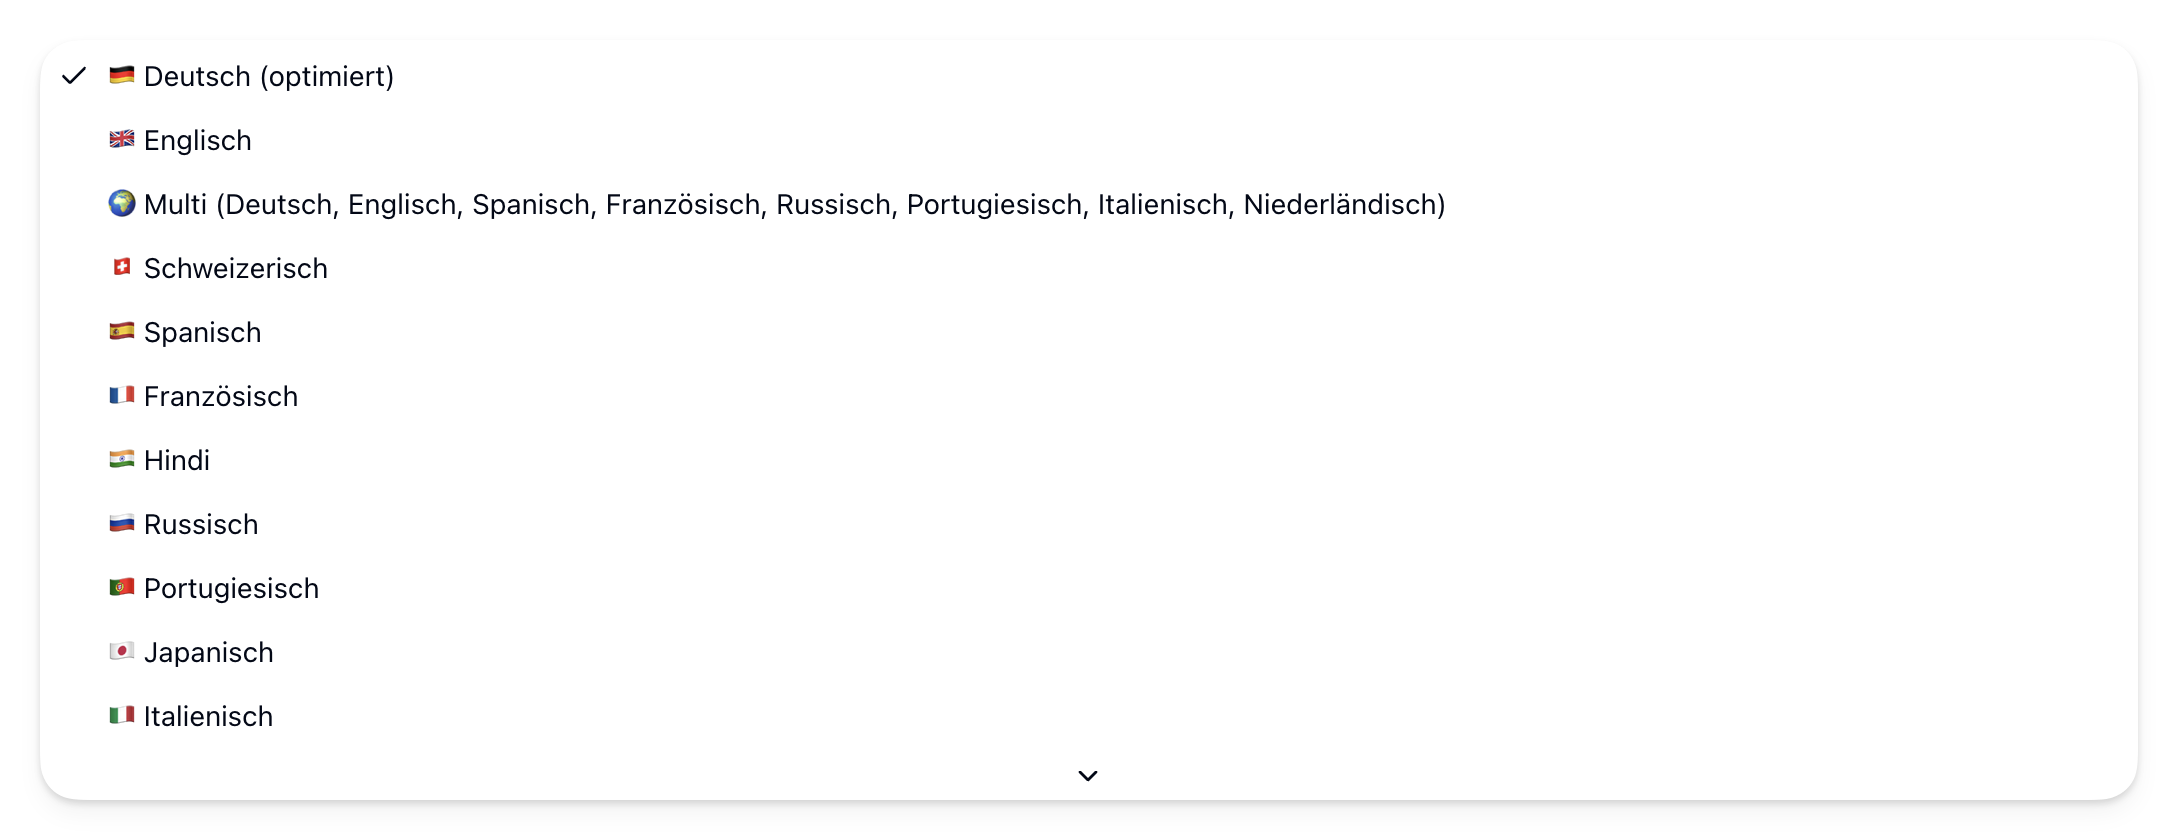 Deutsch (optimiert)
Englisch
Multi (Deutsch, Englisch, Spanisch, Französisch, Russisch, Portugiesisch, Italienisch, Niederländisch)
Schweizerisch
Spanisch
Französisch
Hindi
Russisch
Portugiesisch
Japanisch
Italienisch